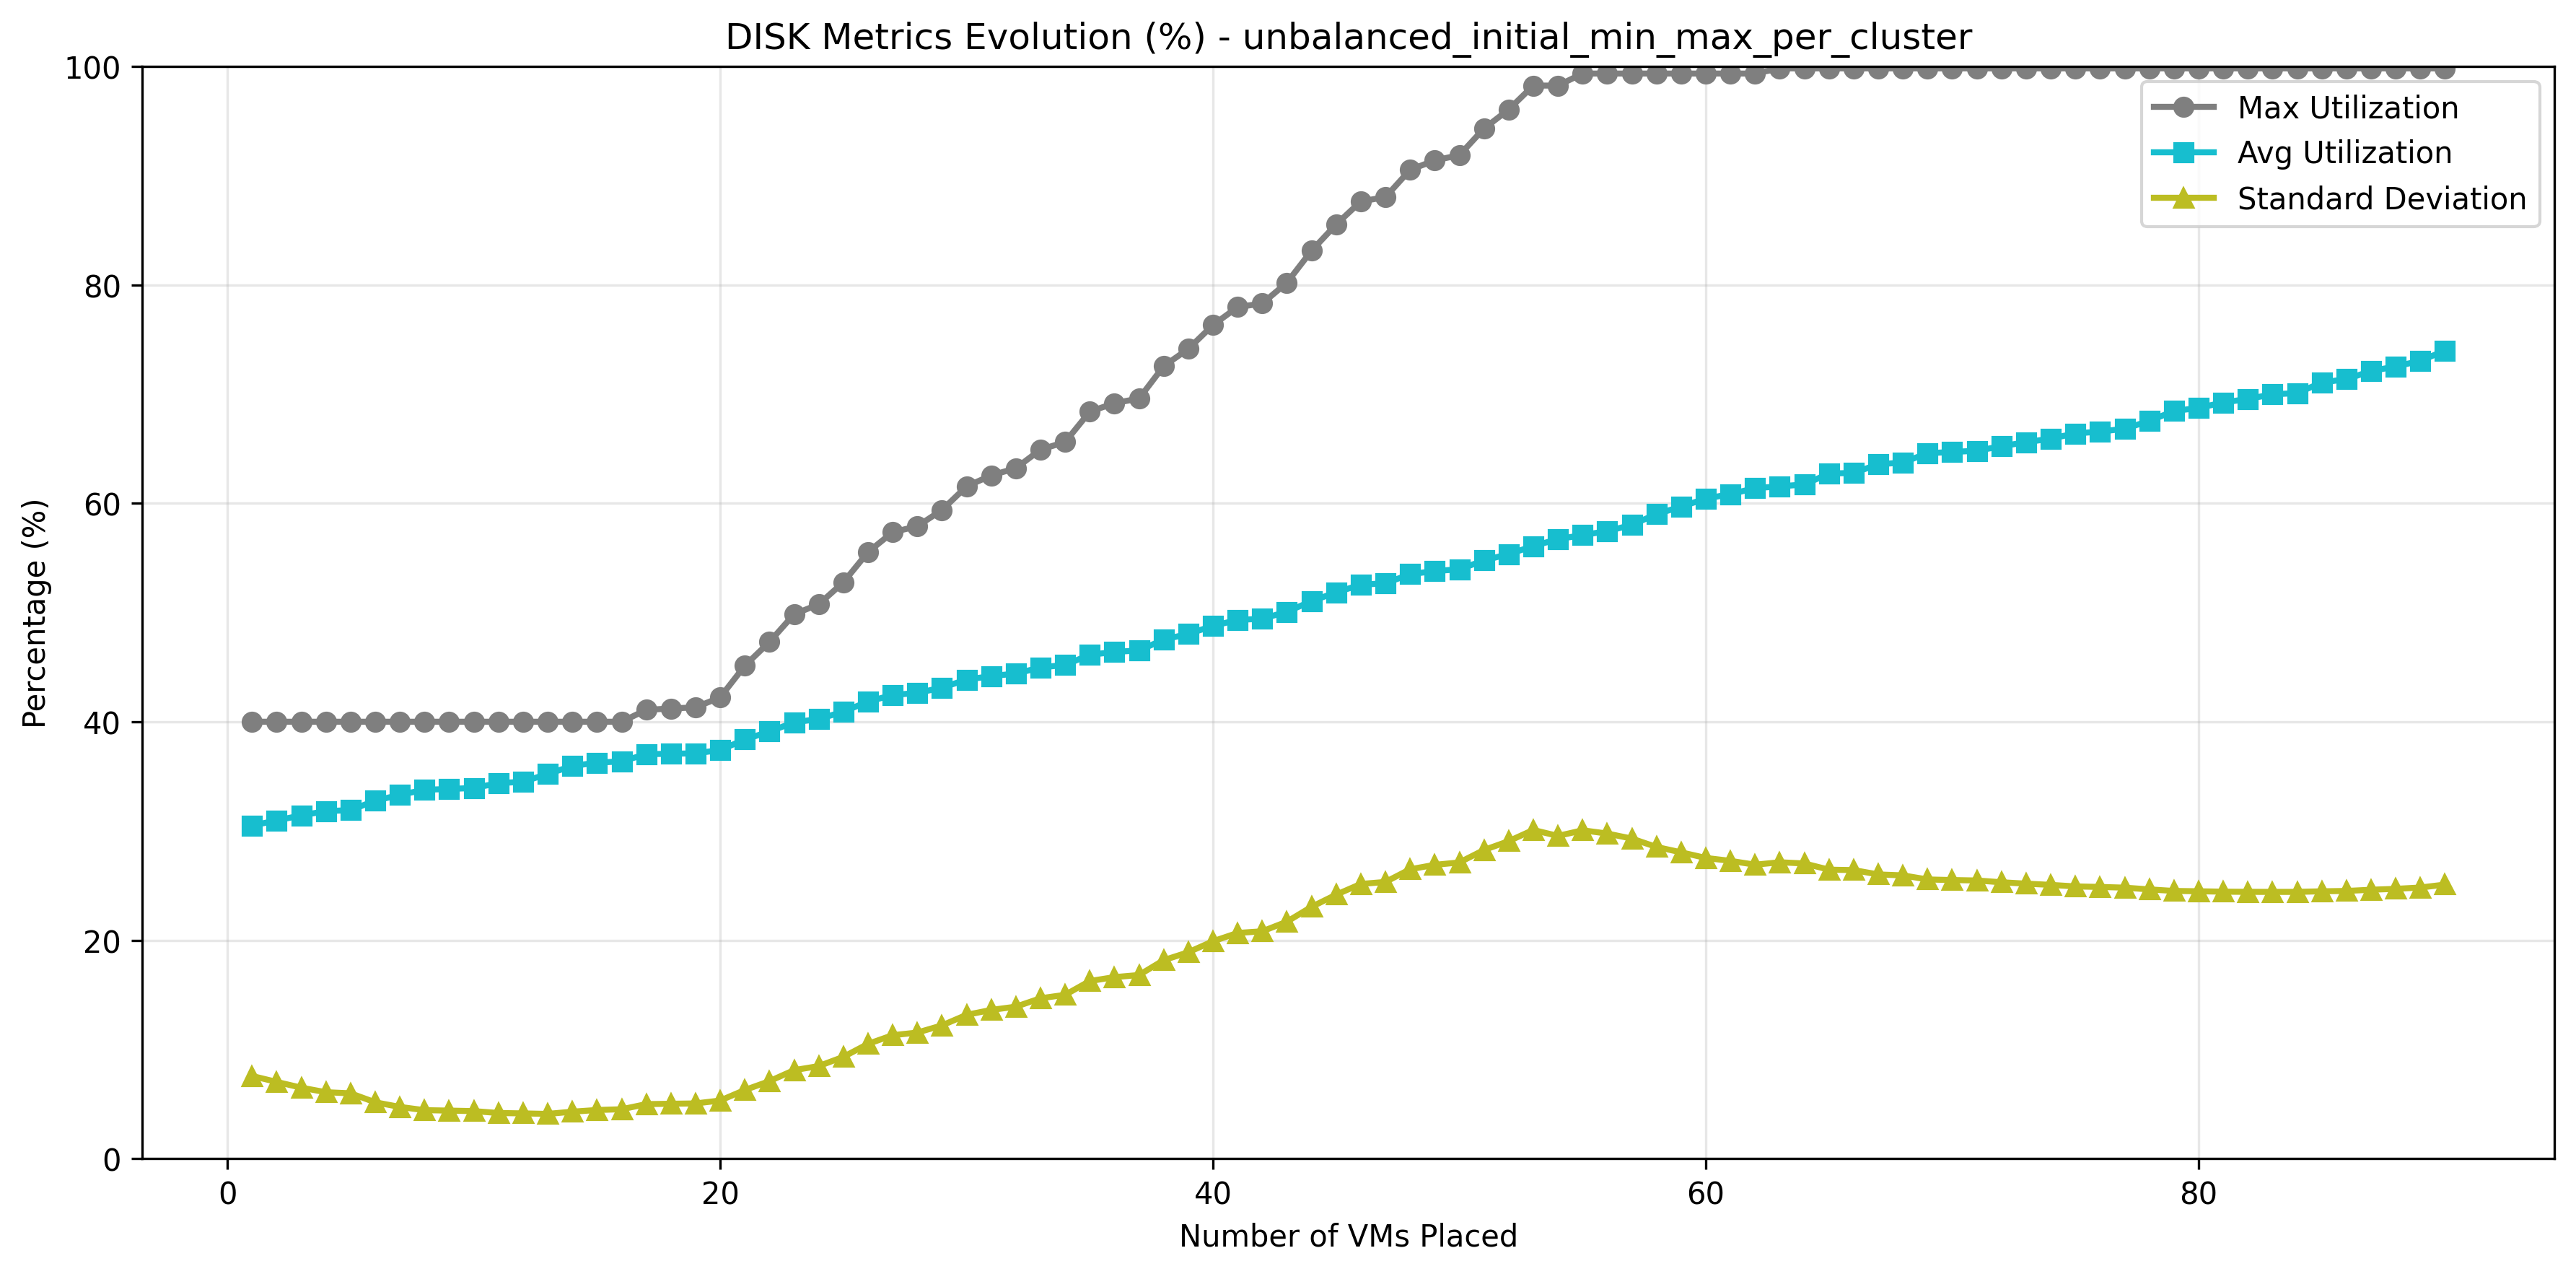 DISK Metrics Evolution (%) - unbalanced_initial_min_max_per_cluster
100
80
60
40
20
0
Percentage (%)
Max Utilization
Avg Utilization
Standard Deviation
0 20 40 60 80
Number of VMs Placed